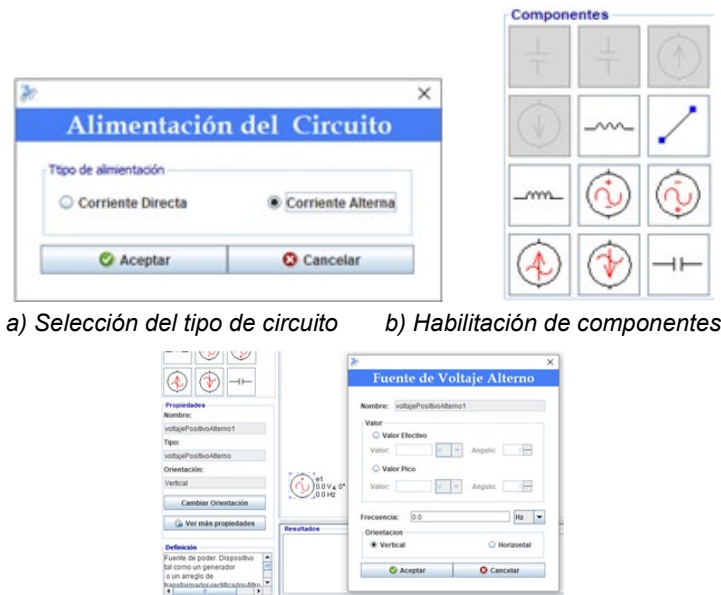 Componentes
Alimentación del Circuito
Ttipo de alimientación
Corriente Directa
Corriente Alterna
Aceptar
Cancelar
a) Selección del tipo de circuito
b) Habilitación de componentes
Propiedades
Nombre:
voltajePositivoAlterno1
Tipo:
voltajePositivoAlterno
Orientación:
Vertical
Cambiar Orientación
Ver más propiedades
Definición
Fuente de poder. Dispositivo
tal como un generador
o un arreglo de
e1
0.0 V∡ 0°
0.0 Hz
Resultados
Fuente de Voltaje Alterno
Nombre: voltajePositivoAlterno1
Valor
Valor Efectivo
Valor: V Angulo:
Valor Pico
Valor: V Angulo:
Frecuencia: 0.0 Hz
Orientacion
Vertical
Horizontal
Aceptar
Cancelar